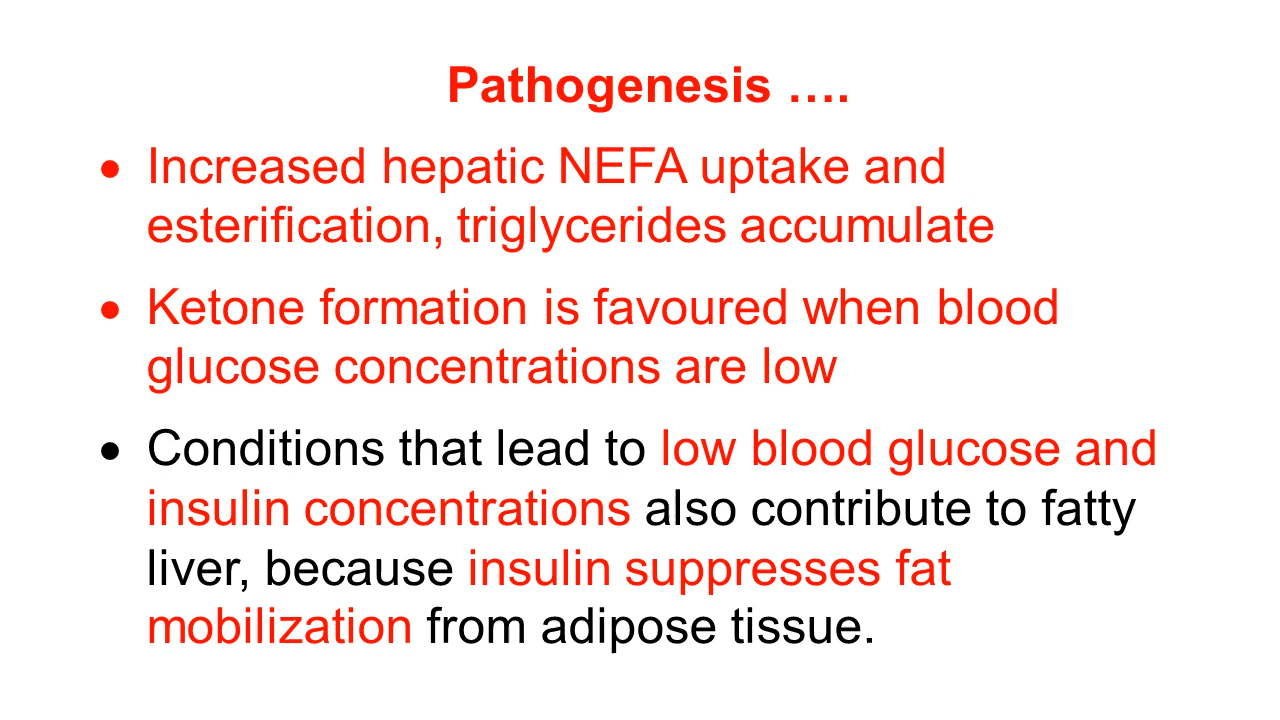 Pathogenesis ….
• Increased hepatic NEFA uptake and
esterification, triglycerides accumulate
• Ketone formation is favoured when blood
glucose concentrations are low
• Conditions that lead to low blood glucose and
insulin concentrations also contribute to fatty
liver, because insulin suppresses fat
mobilization from adipose tissue.